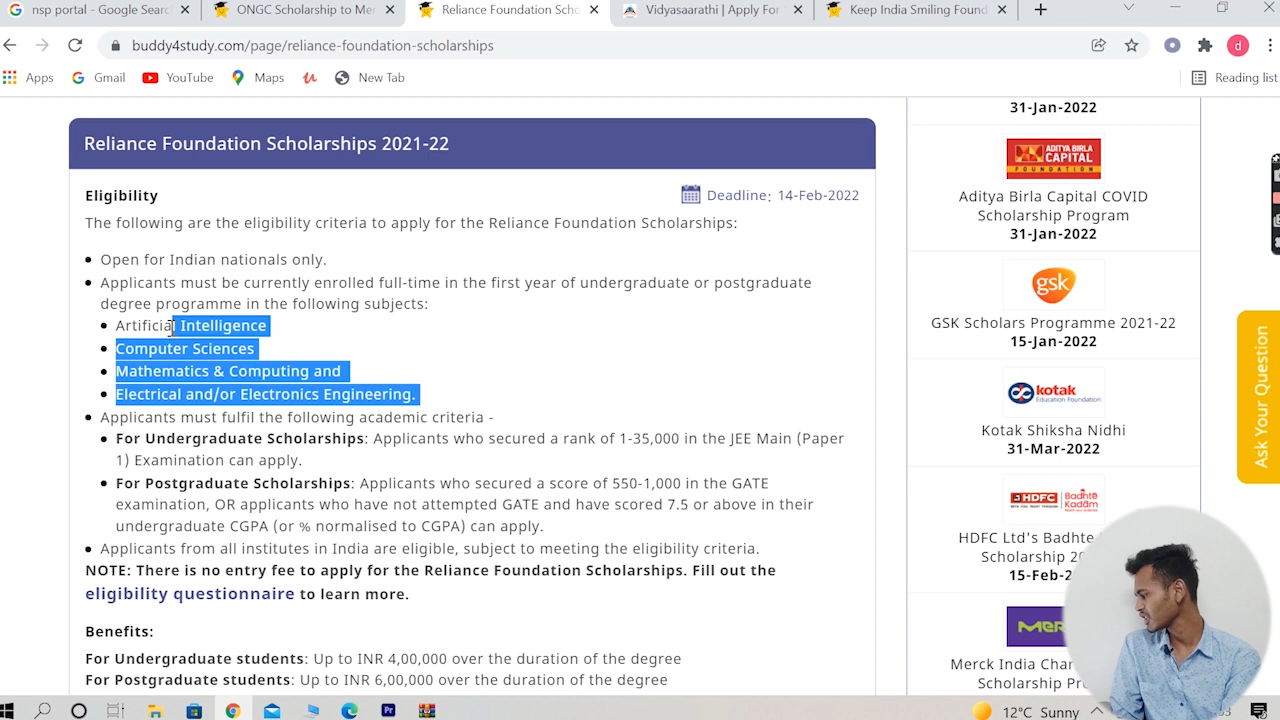 nsp portal - Google Searc
ONGC Scholarship to Mer
Reliance Foundation Scho
Vidyasaarathi | Apply For
Keep India Smiling Found
buddy4study.com/page/reliance-foundation-scholarships
d
Apps
Gmail
YouTube
Maps
New Tab
Reading list
Reliance Foundation Scholarships 2021-22
Eligibility
Deadline: 14-Feb-2022
The following are the eligibility criteria to apply for the Reliance Foundation Scholarships:
Open for Indian nationals only.
Applicants must be currently enrolled full-time in the first year of undergraduate or postgraduate
degree programme in the following subjects:
Artificial Intelligence
Computer Sciences
Mathematics & Computing and
Electrical and/or Electronics Engineering.
Applicants must fulfil the following academic criteria -
For Undergraduate Scholarships: Applicants who secured a rank of 1-35,000 in the JEE Main (Paper
1) Examination can apply.
For Postgraduate Scholarships: Applicants who secured a score of 550-1,000 in the GATE
examination, OR applicants who have not attempted GATE and have scored 7.5 or above in their
undergraduate CGPA (or % normalised to CGPA) can apply.
Applicants from all institutes in India are eligible, subject to meeting the eligibility criteria.
NOTE: There is no entry fee to apply for the Reliance Foundation Scholarships. Fill out the
eligibility questionnaire to learn more.
Benefits:
For Undergraduate students: Up to INR 4,00,000 over the duration of the degree
For Postgraduate students: Up to INR 6,00,000 over the duration of the degree
31-Jan-2022
ADITYA BIRLA
CAPITAL
FOUNDATION
Aditya Birla Capital COVID
Scholarship Program
31-Jan-2022
gsk
GSK Scholars Programme 2021-22
15-Jan-2022
kotak
Education Foundation
Kotak Shiksha Nidhi
31-Mar-2022
HDFC
Badhte
Kadam
HDFC Ltd's Badhte
Scholarship 20
15-Feb-2
MER
Merck India Char
Scholarship Pro
Ask Your Question
12°C Sunny